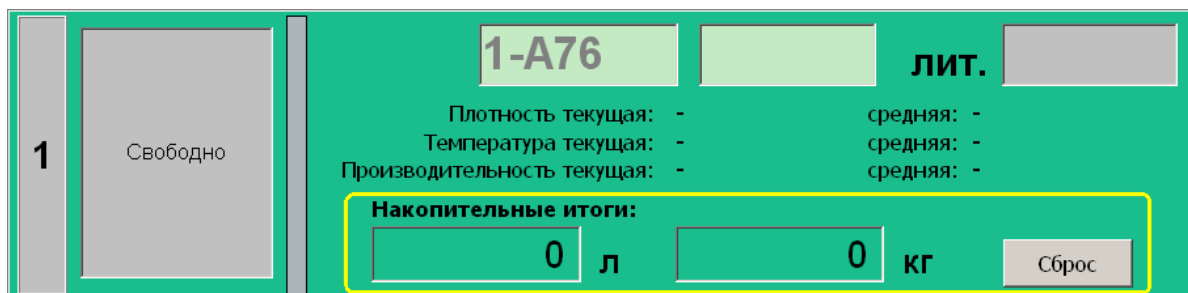 1
Свободно
1-А76 лит.
Плотность текущая: - средняя: -
Температура текущая: - средняя: -
Производительность текущая: - средняя: -
Накопительные итоги:
0 л 0 кг Сброс